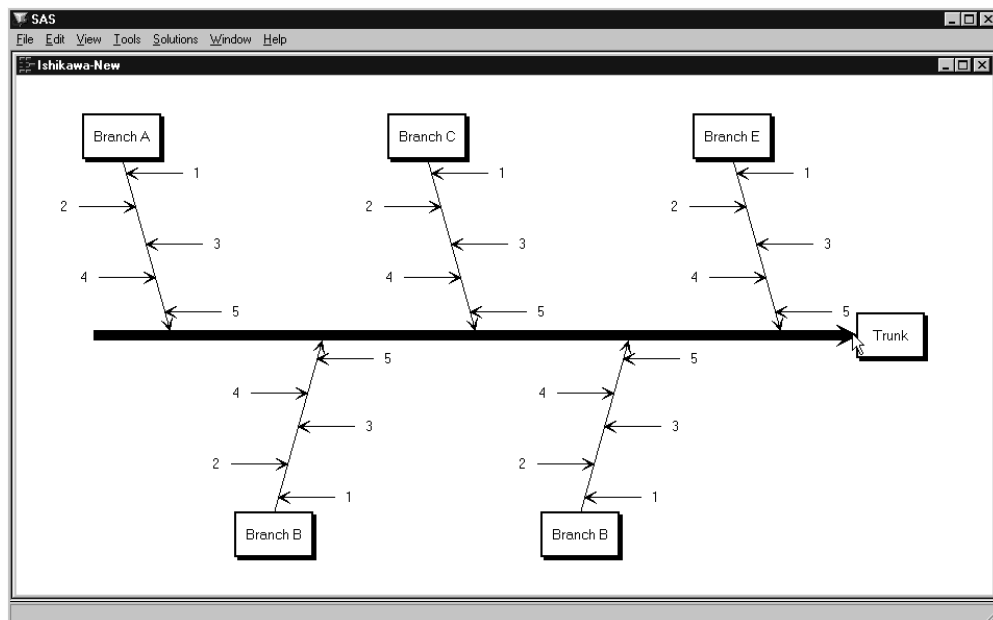 SAS
File Edit View Tools Solutions Window Help
Ishikawa-New
Branch A Branch C Branch E
1 1 1
2 2 2
3 3 3
4 4 4
5 5 5
Trunk
5 5
4 4
3 3
2 2
1 1
Branch B Branch B